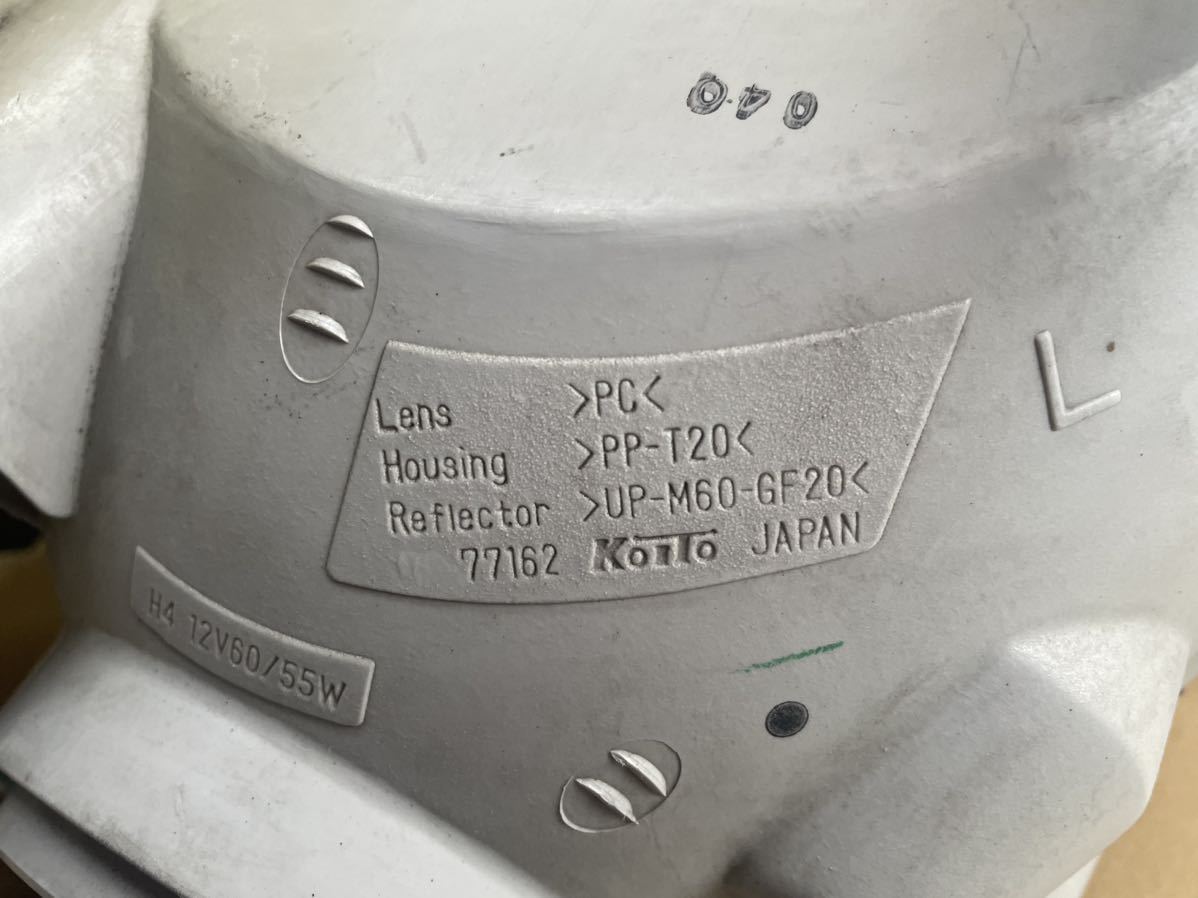 040
Lens >PC<
Housing >PP-T20<
Reflector >UP-M60-GF20<
77162 KoiTo JAPAN
L
H4 12V60/55W